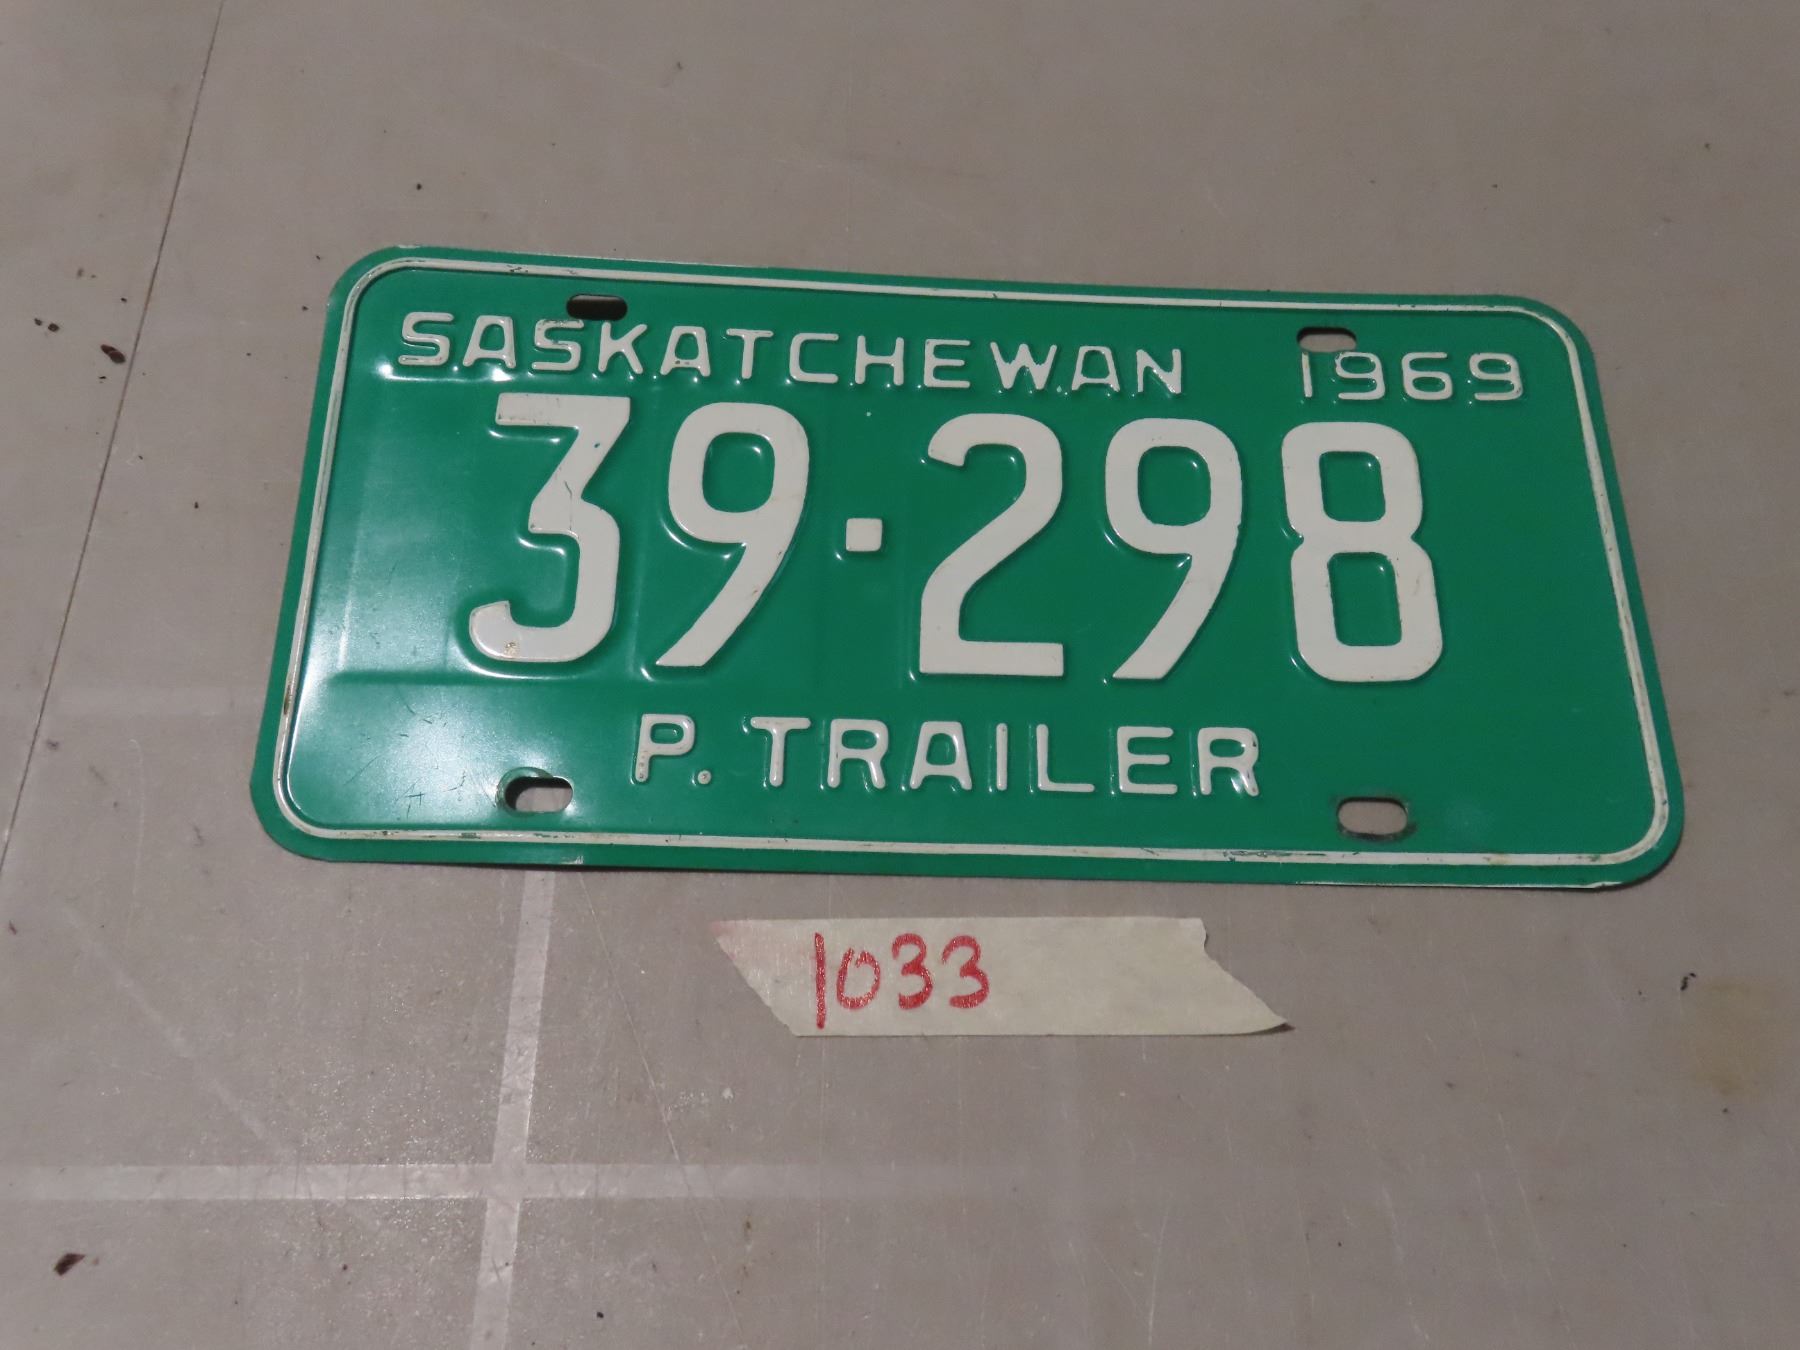 SASKATCHEWAN 1969
39-298
P. TRAILER
1033